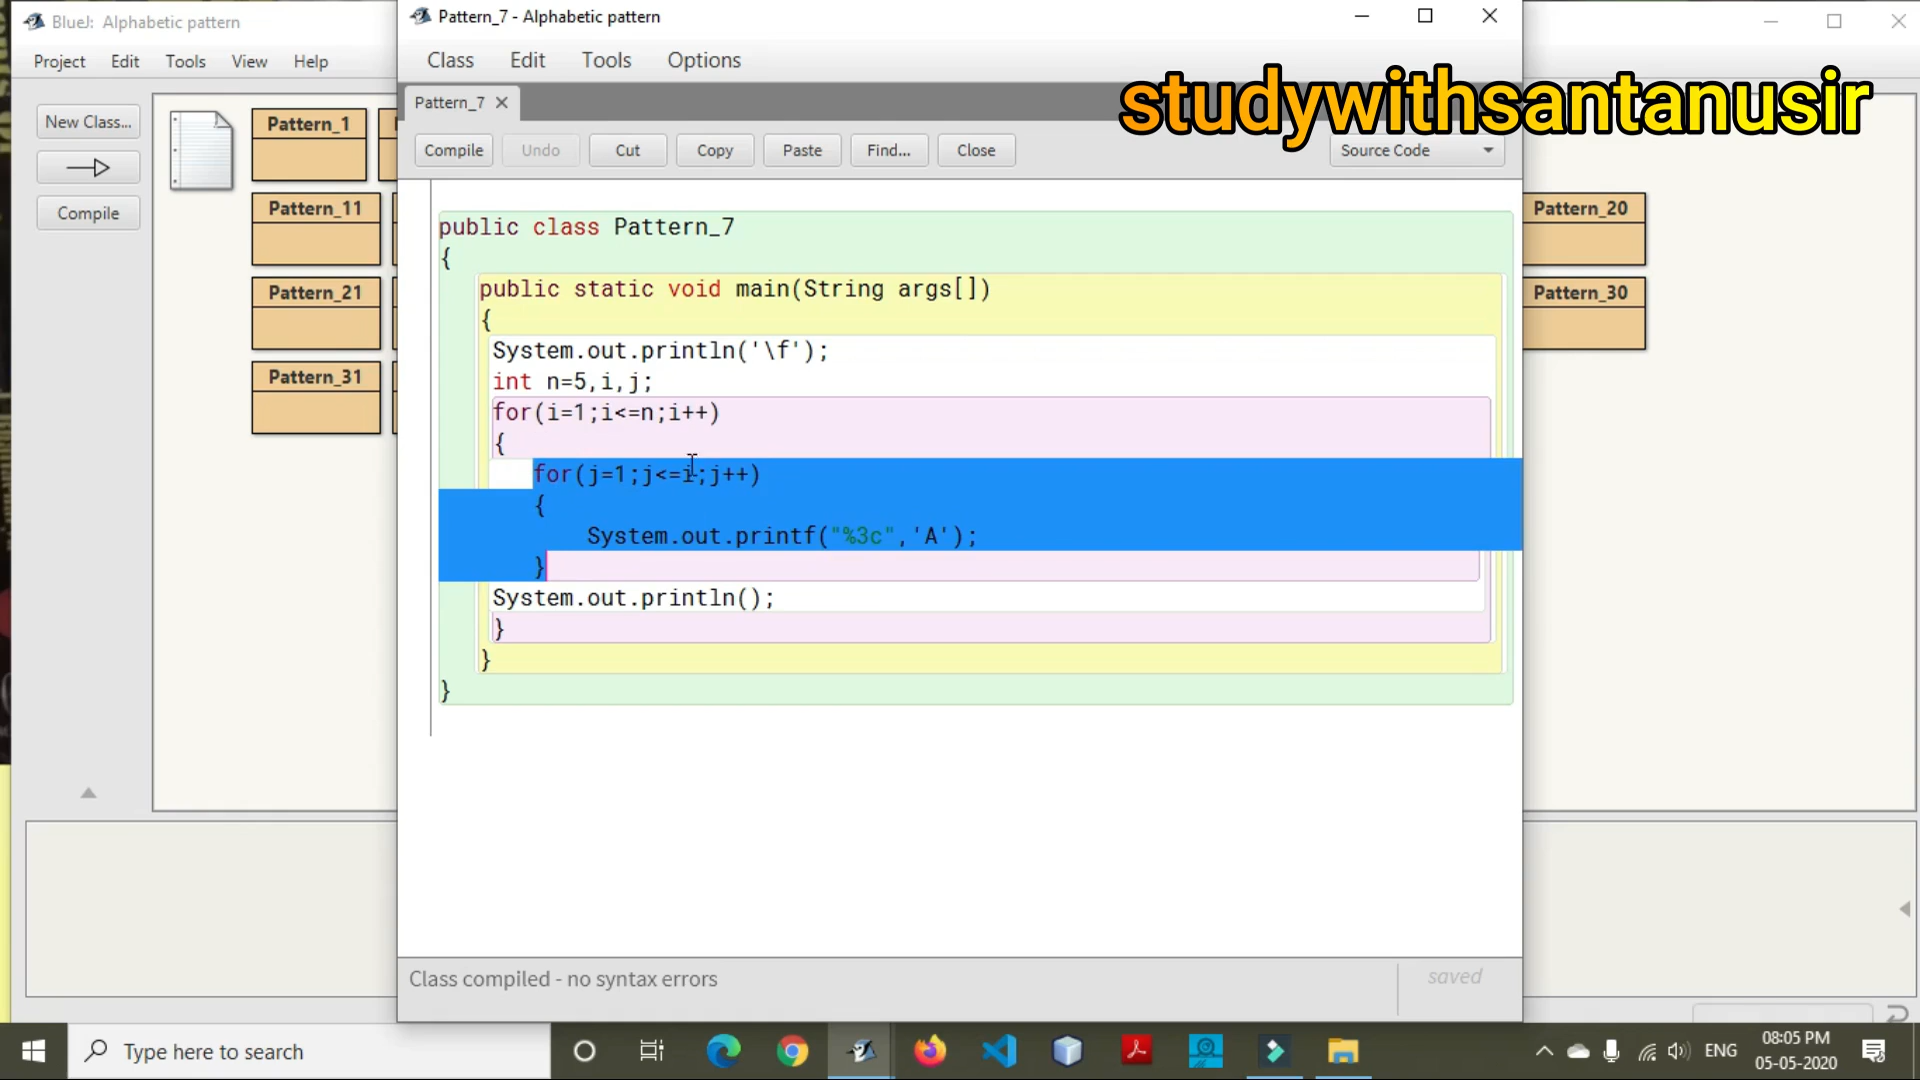 BlueJ: Alphabetic pattern
Project Edit Tools View Help
New Class...
Compile
Pattern_1
Pattern_11
Pattern_20
Pattern_21
Pattern_30
Pattern_31
Pattern_7 - Alphabetic pattern
Class Edit Tools Options
studywithsantanusir
Pattern_7
Compile Undo Cut Copy Paste Find... Close Source Code
public class Pattern_7
{
public static void main(String args[])
{
System.out.println('\f');
int n=5,i,j;
for(i=1;i<=n;i++)
{
for(j=1;j<=i;j++)
{
System.out.printf("%3c",'A');
}
System.out.println();
}
}
}
Class compiled - no syntax errors
saved
Type here to search
ENG
08:05 PM
05-05-2020